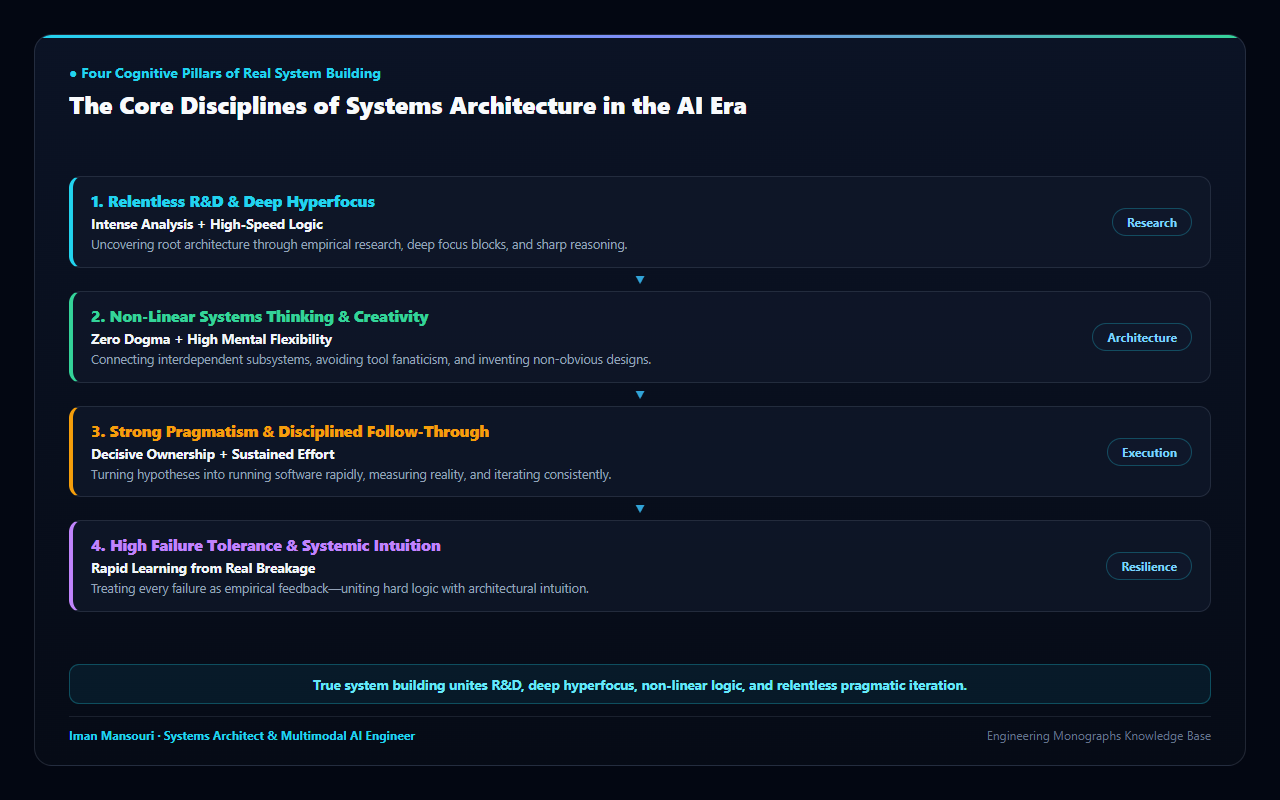 ● Four Cognitive Pillars of Real System Building
The Core Disciplines of Systems Architecture in the AI Era
1. Relentless R&D & Deep Hyperfocus
Intense Analysis + High-Speed Logic
Uncovering root architecture through empirical research, deep focus blocks, and sharp reasoning.
Research
▼
2. Non-Linear Systems Thinking & Creativity
Zero Dogma + High Mental Flexibility
Connecting interdependent subsystems, avoiding tool fanaticism, and inventing non-obvious designs.
Architecture
▼
3. Strong Pragmatism & Disciplined Follow-Through
Decisive Ownership + Sustained Effort
Turning hypotheses into running software rapidly, measuring reality, and iterating consistently.
Execution
▼
4. High Failure Tolerance & Systemic Intuition
Rapid Learning from Real Breakage
Treating every failure as empirical feedback—uniting hard logic with architectural intuition.
Resilience
True system building unites R&D, deep hyperfocus, non-linear logic, and relentless pragmatic iteration.
Iman Mansouri · Systems Architect & Multimodal AI Engineer
Engineering Monographs Knowledge Base